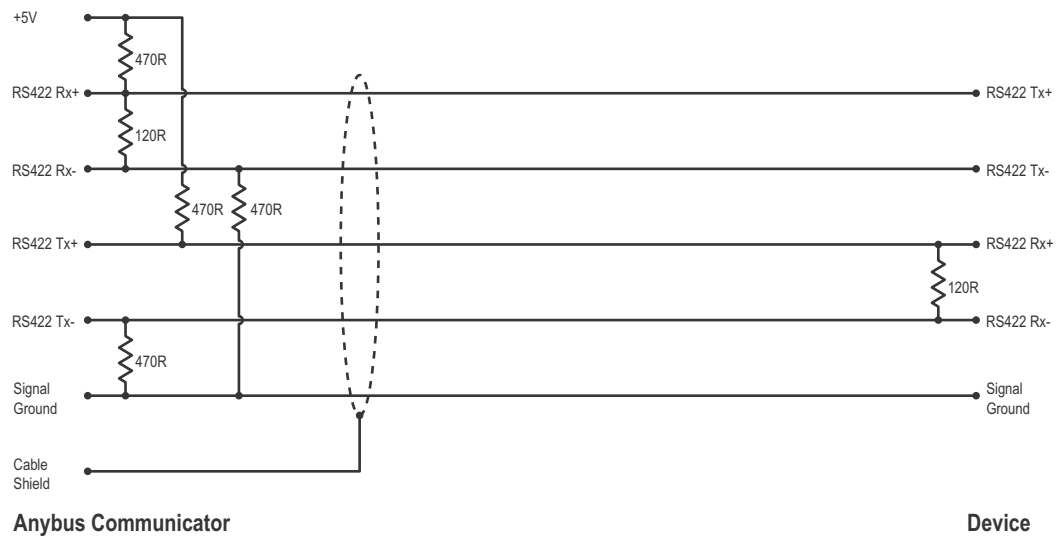 +5V
470R
RS422 Rx+
RS422 Tx+
120R
RS422 Rx-
RS422 Tx-
470R
470R
RS422 Tx+
RS422 Rx+
120R
RS422 Tx-
RS422 Rx-
470R
Signal
Ground
Signal
Ground
Cable
Shield
Anybus Communicator
Device